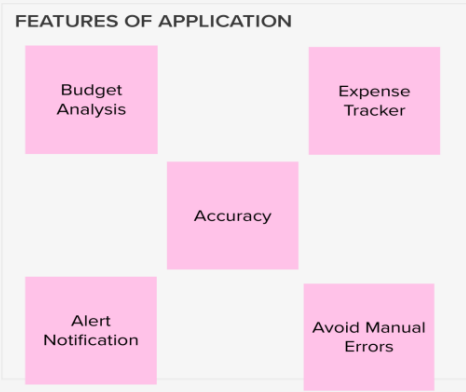 FEATURES OF APPLICATION
Budget
Analysis
Expense
Tracker
Accuracy
Alert
Notification
Avoid Manual
Errors